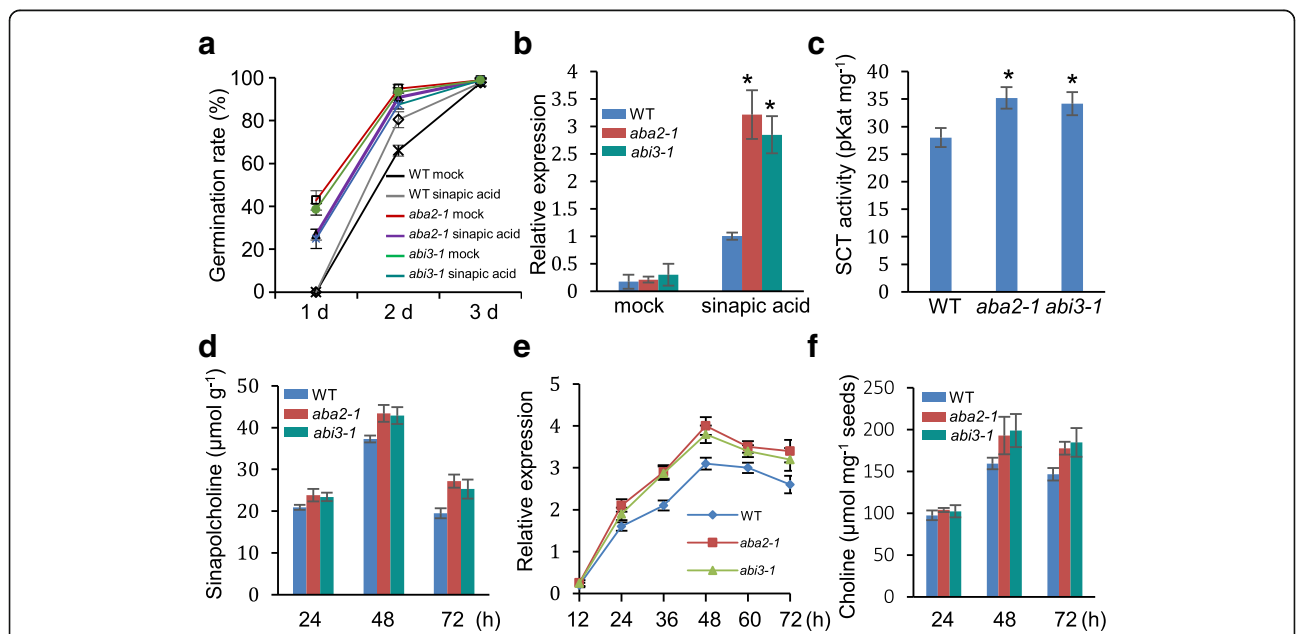 a
Germination rate (%)
100
80
60
40
20
0
WT mock
WT sinapic acid
aba2-1 mock
aba2-1 sinapic acid
abi3-1 mock
abi3-1 sinapic acid
1 d 2 d 3 d
b
Relative expression
4
3.5
3
2.5
2
1.5
1
0.5
0
WT
aba2-1
abi3-1
* *
mock sinapic acid
c
SCT activity (pKat mg⁻¹)
40
35
30
25
20
15
10
5
0
* *
WT aba2-1 abi3-1
d
Sinapolcholine (µmol g⁻¹)
50
40
30
20
10
0
WT
aba2-1
abi3-1
24 48 72 (h)
e
Relative expression
5
4
3
2
1
0
WT
aba2-1
abi3-1
12 24 36 48 60 72 (h)
f
Choline (µmol mg⁻¹ seeds)
250
200
150
100
50
0
WT
aba2-1
abi3-1
24 48 72 (h)